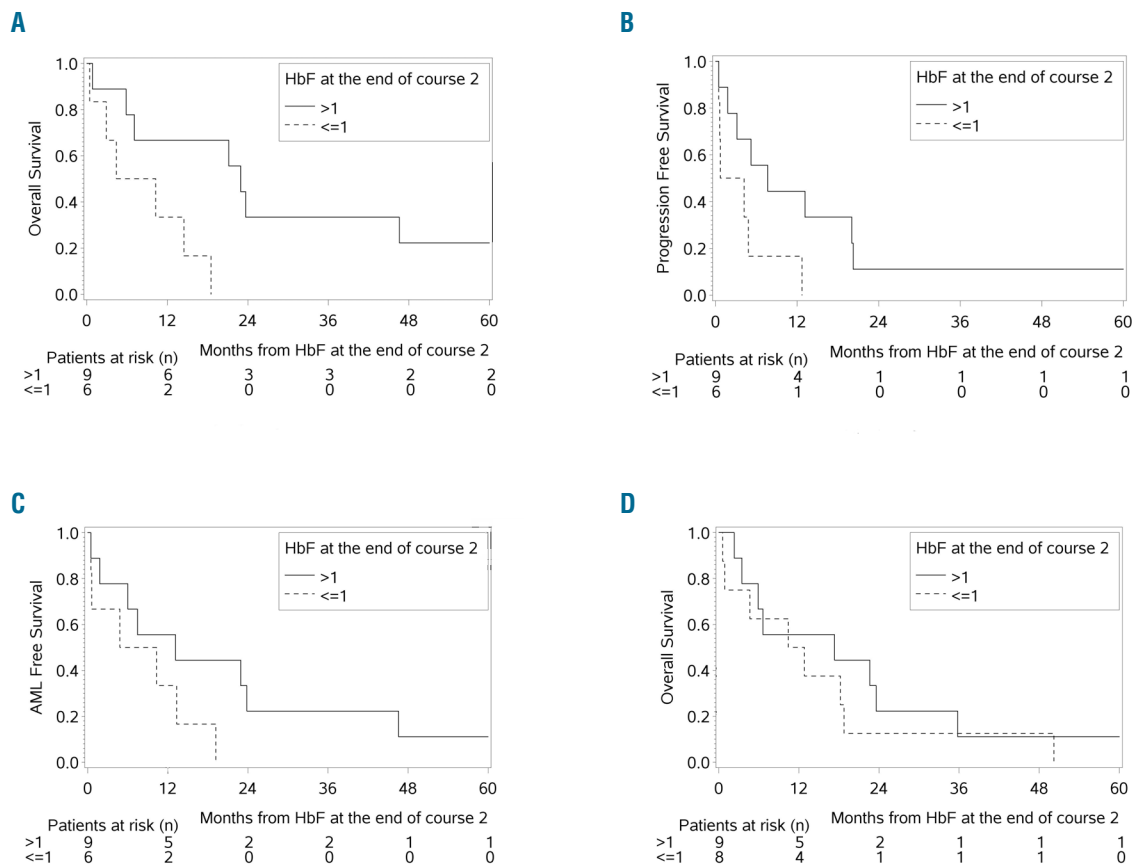 A
HbF at the end of course 2
>1
<=1
Overall Survival
1.0
0.8
0.6
0.4
0.2
0.0
0 12 24 36 48 60
Months from HbF at the end of course 2
Patients at risk (n)
>1 9 6 3 3 2 2
<=1 6 2 0 0 0 0
B
HbF at the end of course 2
>1
<=1
Progression Free Survival
1.0
0.8
0.6
0.4
0.2
0.0
0 12 24 36 48 60
Months from HbF at the end of course 2
Patients at risk (n)
>1 9 4 1 1 1 1
<=1 6 1 0 0 0 0
C
HbF at the end of course 2
>1
<=1
AML Free Survival
1.0
0.8
0.6
0.4
0.2
0.0
0 12 24 36 48 60
Months from HbF at the end of course 2
Patients at risk (n)
>1 9 5 2 2 1 1
<=1 6 2 0 0 0 0
D
HbF at the end of course 2
>1
<=1
Overall Survival
1.0
0.8
0.6
0.4
0.2
0.0
0 12 24 36 48 60
Months from HbF at the end of course 2
Patients at risk (n)
>1 9 5 2 1 1 1
<=1 8 4 1 1 1 0